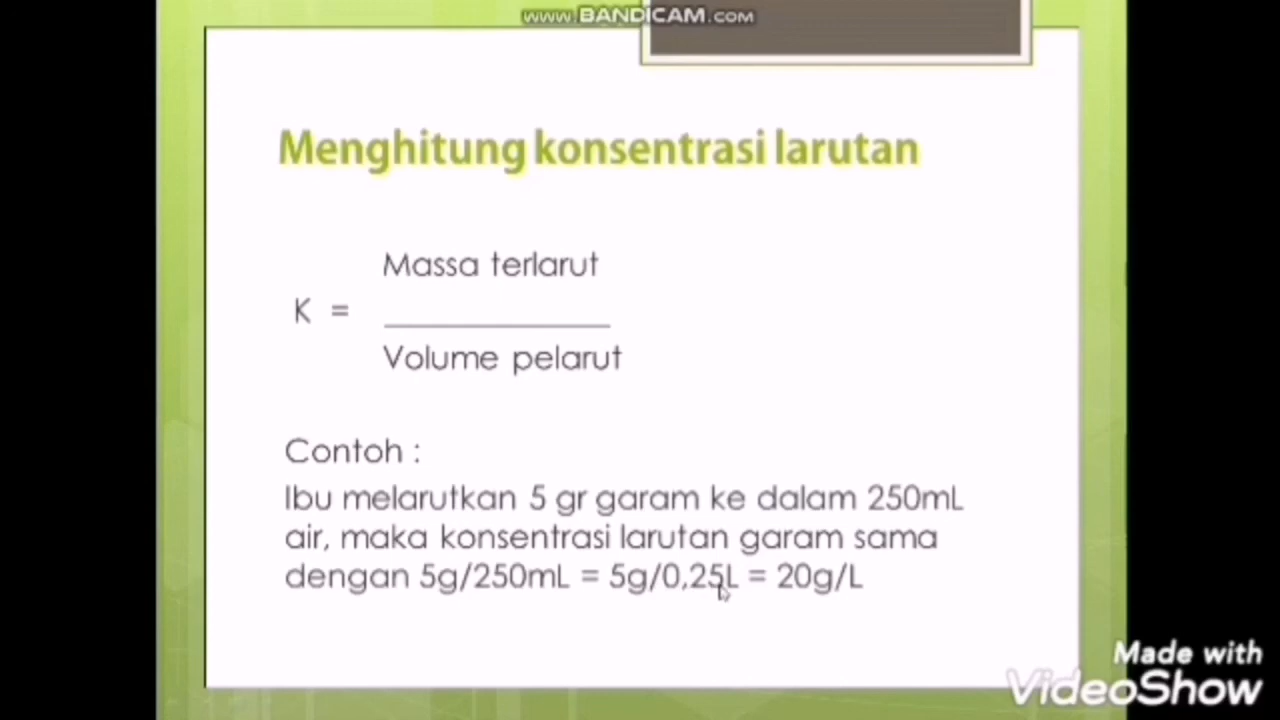 www.BANDICAM.com
Menghitung konsentrasi larutan
Massa terlarut
K =
Volume pelarut
Contoh :
Ibu melarutkan 5 gr garam ke dalam 250mL
air, maka konsentrasi larutan garam sama
dengan 5g/250mL = 5g/0,25L = 20g/L
Made with
VideoShow